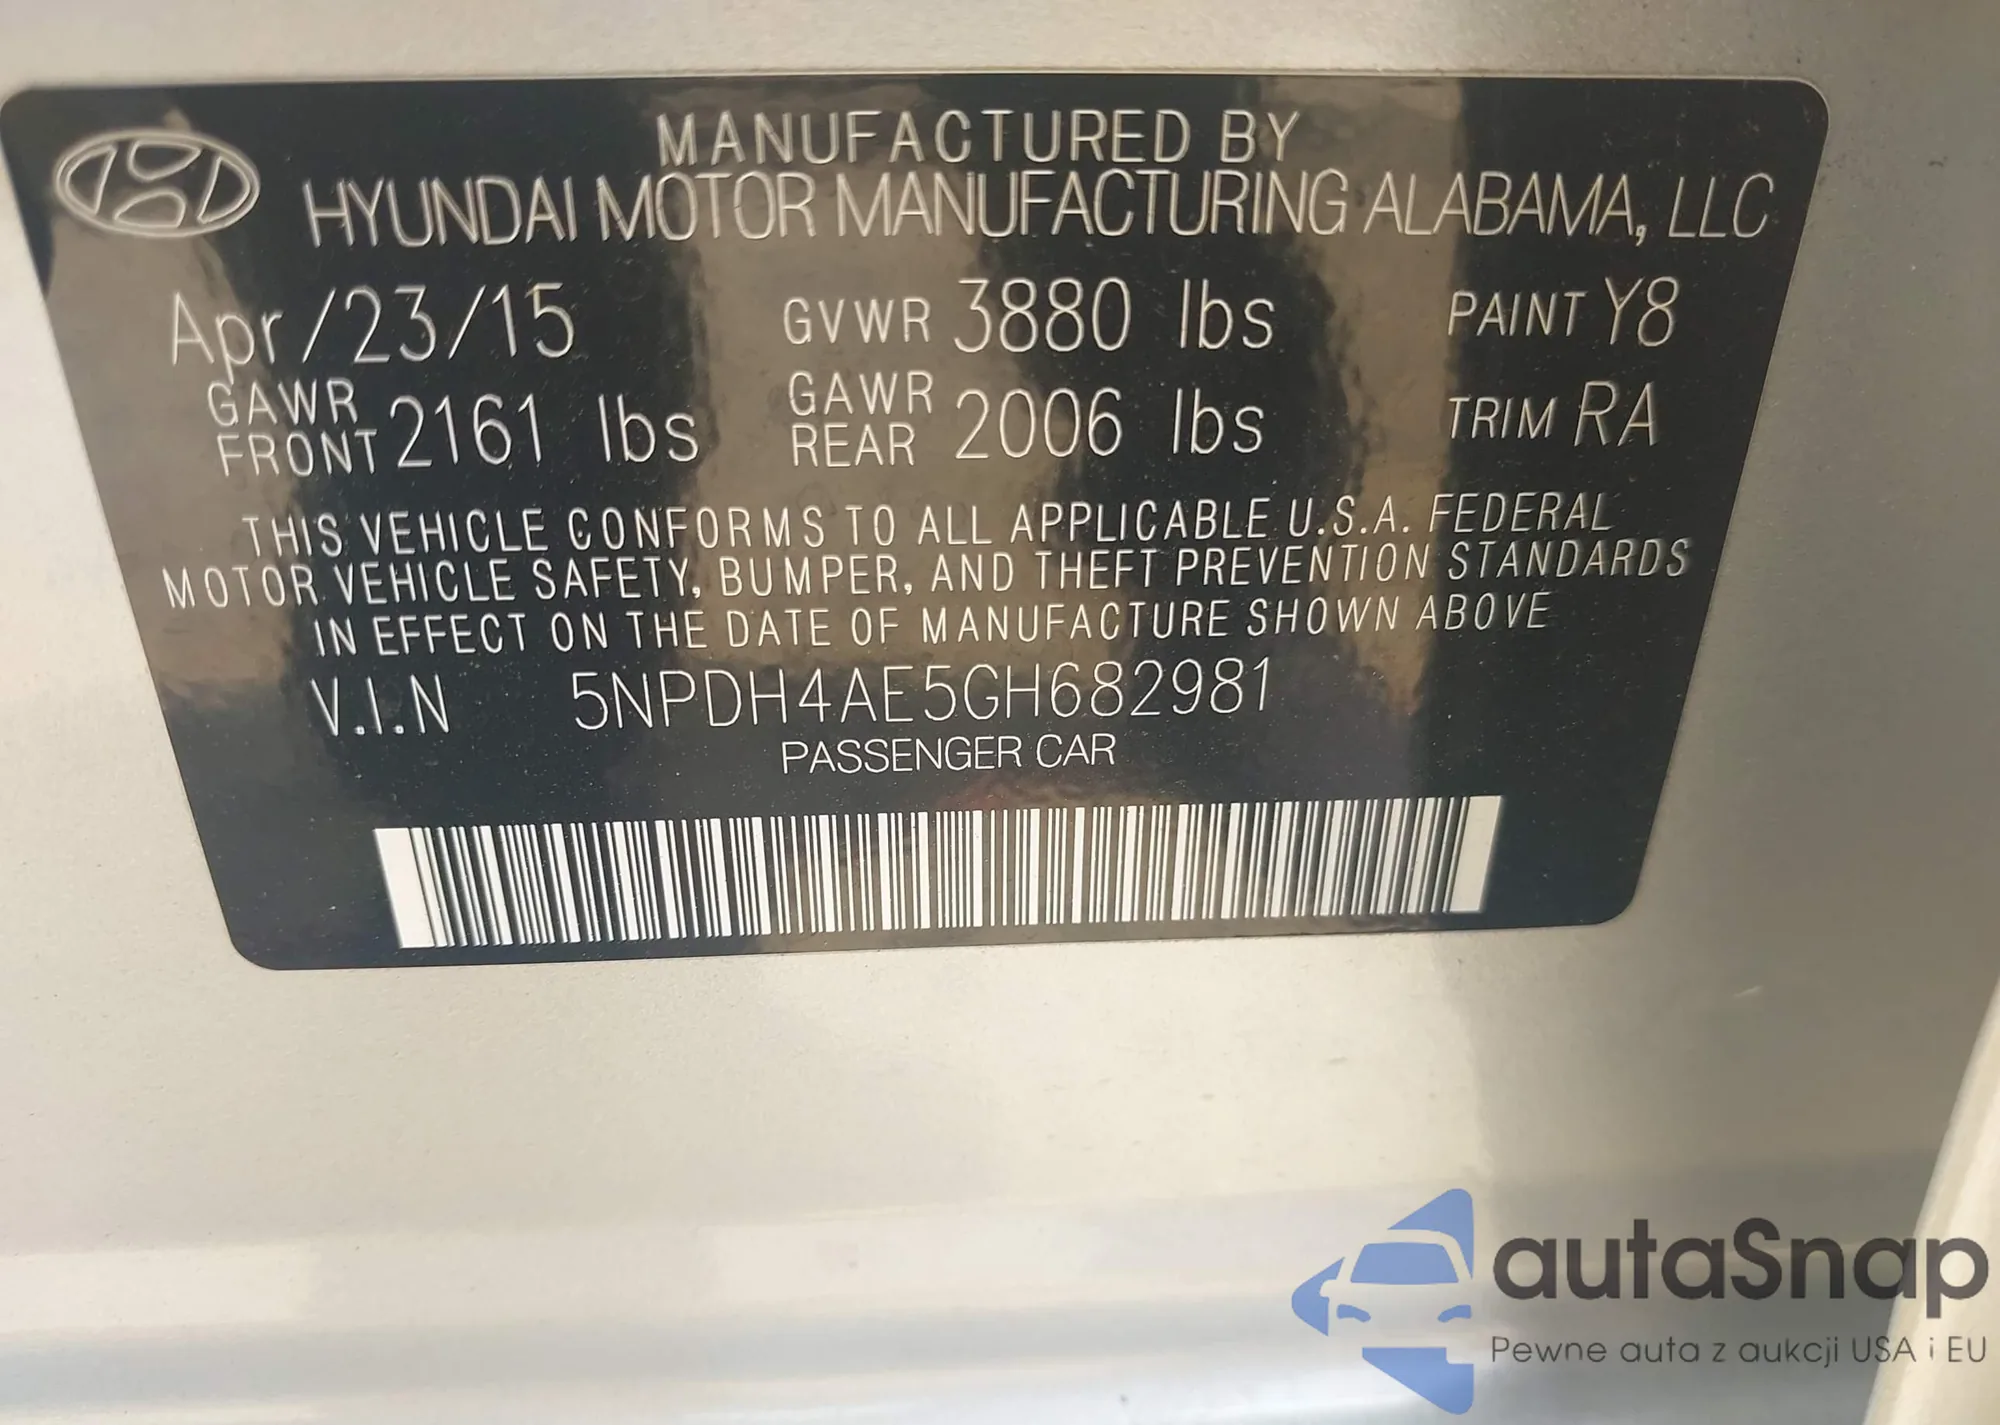 MANUFACTURED BY
HYUNDAI MOTOR MANUFACTURING ALABAMA, LLC
Apr/23/15 GVWR 3880 lbs PAINT Y8
GAWR FRONT 2161 lbs GAWR REAR 2006 lbs TRIM RA
THIS VEHICLE CONFORMS TO ALL APPLICABLE U.S.A. FEDERAL
MOTOR VEHICLE SAFETY, BUMPER, AND THEFT PREVENTION STANDARDS
IN EFFECT ON THE DATE OF MANUFACTURE SHOWN ABOVE
V.I.N 5NPDH4AE5GH682981
PASSENGER CAR
autaSnap
Pewne auta z aukcji USA i EU